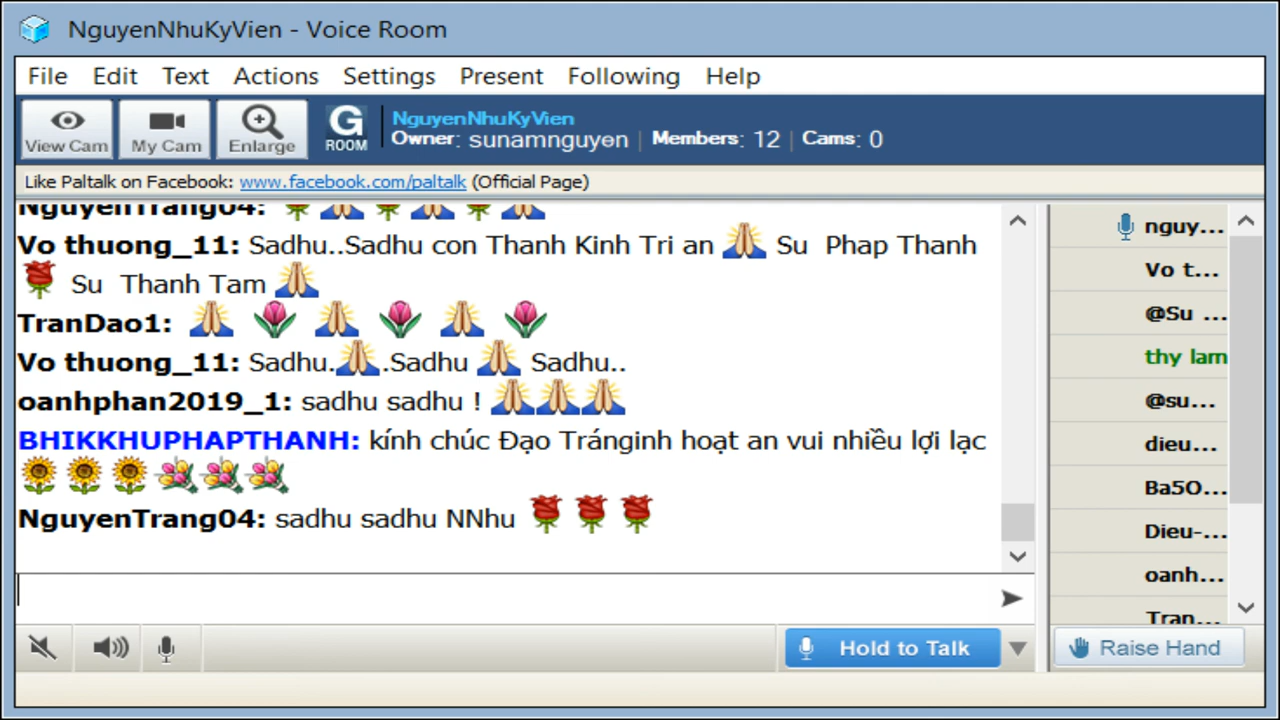 NguyenNhuKyVien - Voice Room
File Edit Text Actions Settings Present Following Help
View Cam My Cam Enlarge G ROOM
NguyenNhuKyVien
Owner: sunamnguyen | Members: 12 | Cams: 0
Like Paltalk on Facebook: www.facebook.com/paltalk (Official Page)
NguyenTrang04: 🌹🙏🌹🙏🌹🙏
Vo thuong_11: Sadhu..Sadhu con Thanh Kinh Tri an 🙏 Su Phap Thanh
🌹 Su Thanh Tam 🙏
TranDao1: 🙏 🌷 🙏 🌷 🙏 🌷
Vo thuong_11: Sadhu.🙏.Sadhu 🙏 Sadhu..
oanhphan2019_1: sadhu sadhu ! 🙏🙏🙏
BHIKKHUPHAPTHANH: kính chúc Đạo Tránginh hoạt an vui nhiều lợi lạc
🌻🌻🌻💐💐💐
NguyenTrang04: sadhu sadhu NNhu 🌹🌹🌹
nguy...
Vo t...
@Su ...
thy lam
@su...
dieu...
Ba5O...
Dieu-...
oanh...
Tran...
Hold to Talk
Raise Hand